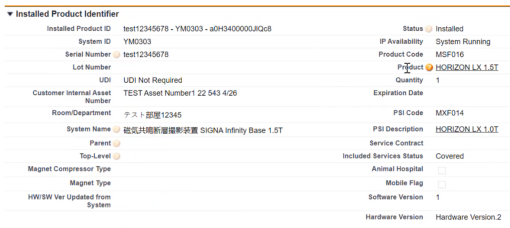 Installed Product Identifier
Installed Product ID test12345678 - YM0303 - a0H3400000JIQc8 Status Installed
System ID YM0303 IP Availability System Running
Serial Number test12345678 Product Code MSF016
Lot Number Product HORIZON LX 1.5T
UDI UDI Not Required Quantity 1
Customer Internal Asset Number TEST Asset Number1 22 543 4/26 Expiration Date
Room/Department テスト部屋12345 PSI Code MXF014
System Name 磁気共鳴断層撮影装置 SIGNA Infinity Base 1.5T PSI Description HORIZON LX 1.0T
Parent Service Contract
Top-Level Included Services Status Covered
Magnet Compressor Type Animal Hospital
Magnet Type Mobile Flag
HW/SW Ver Updated from System Software Version 1
Hardware Version Hardware Version.2